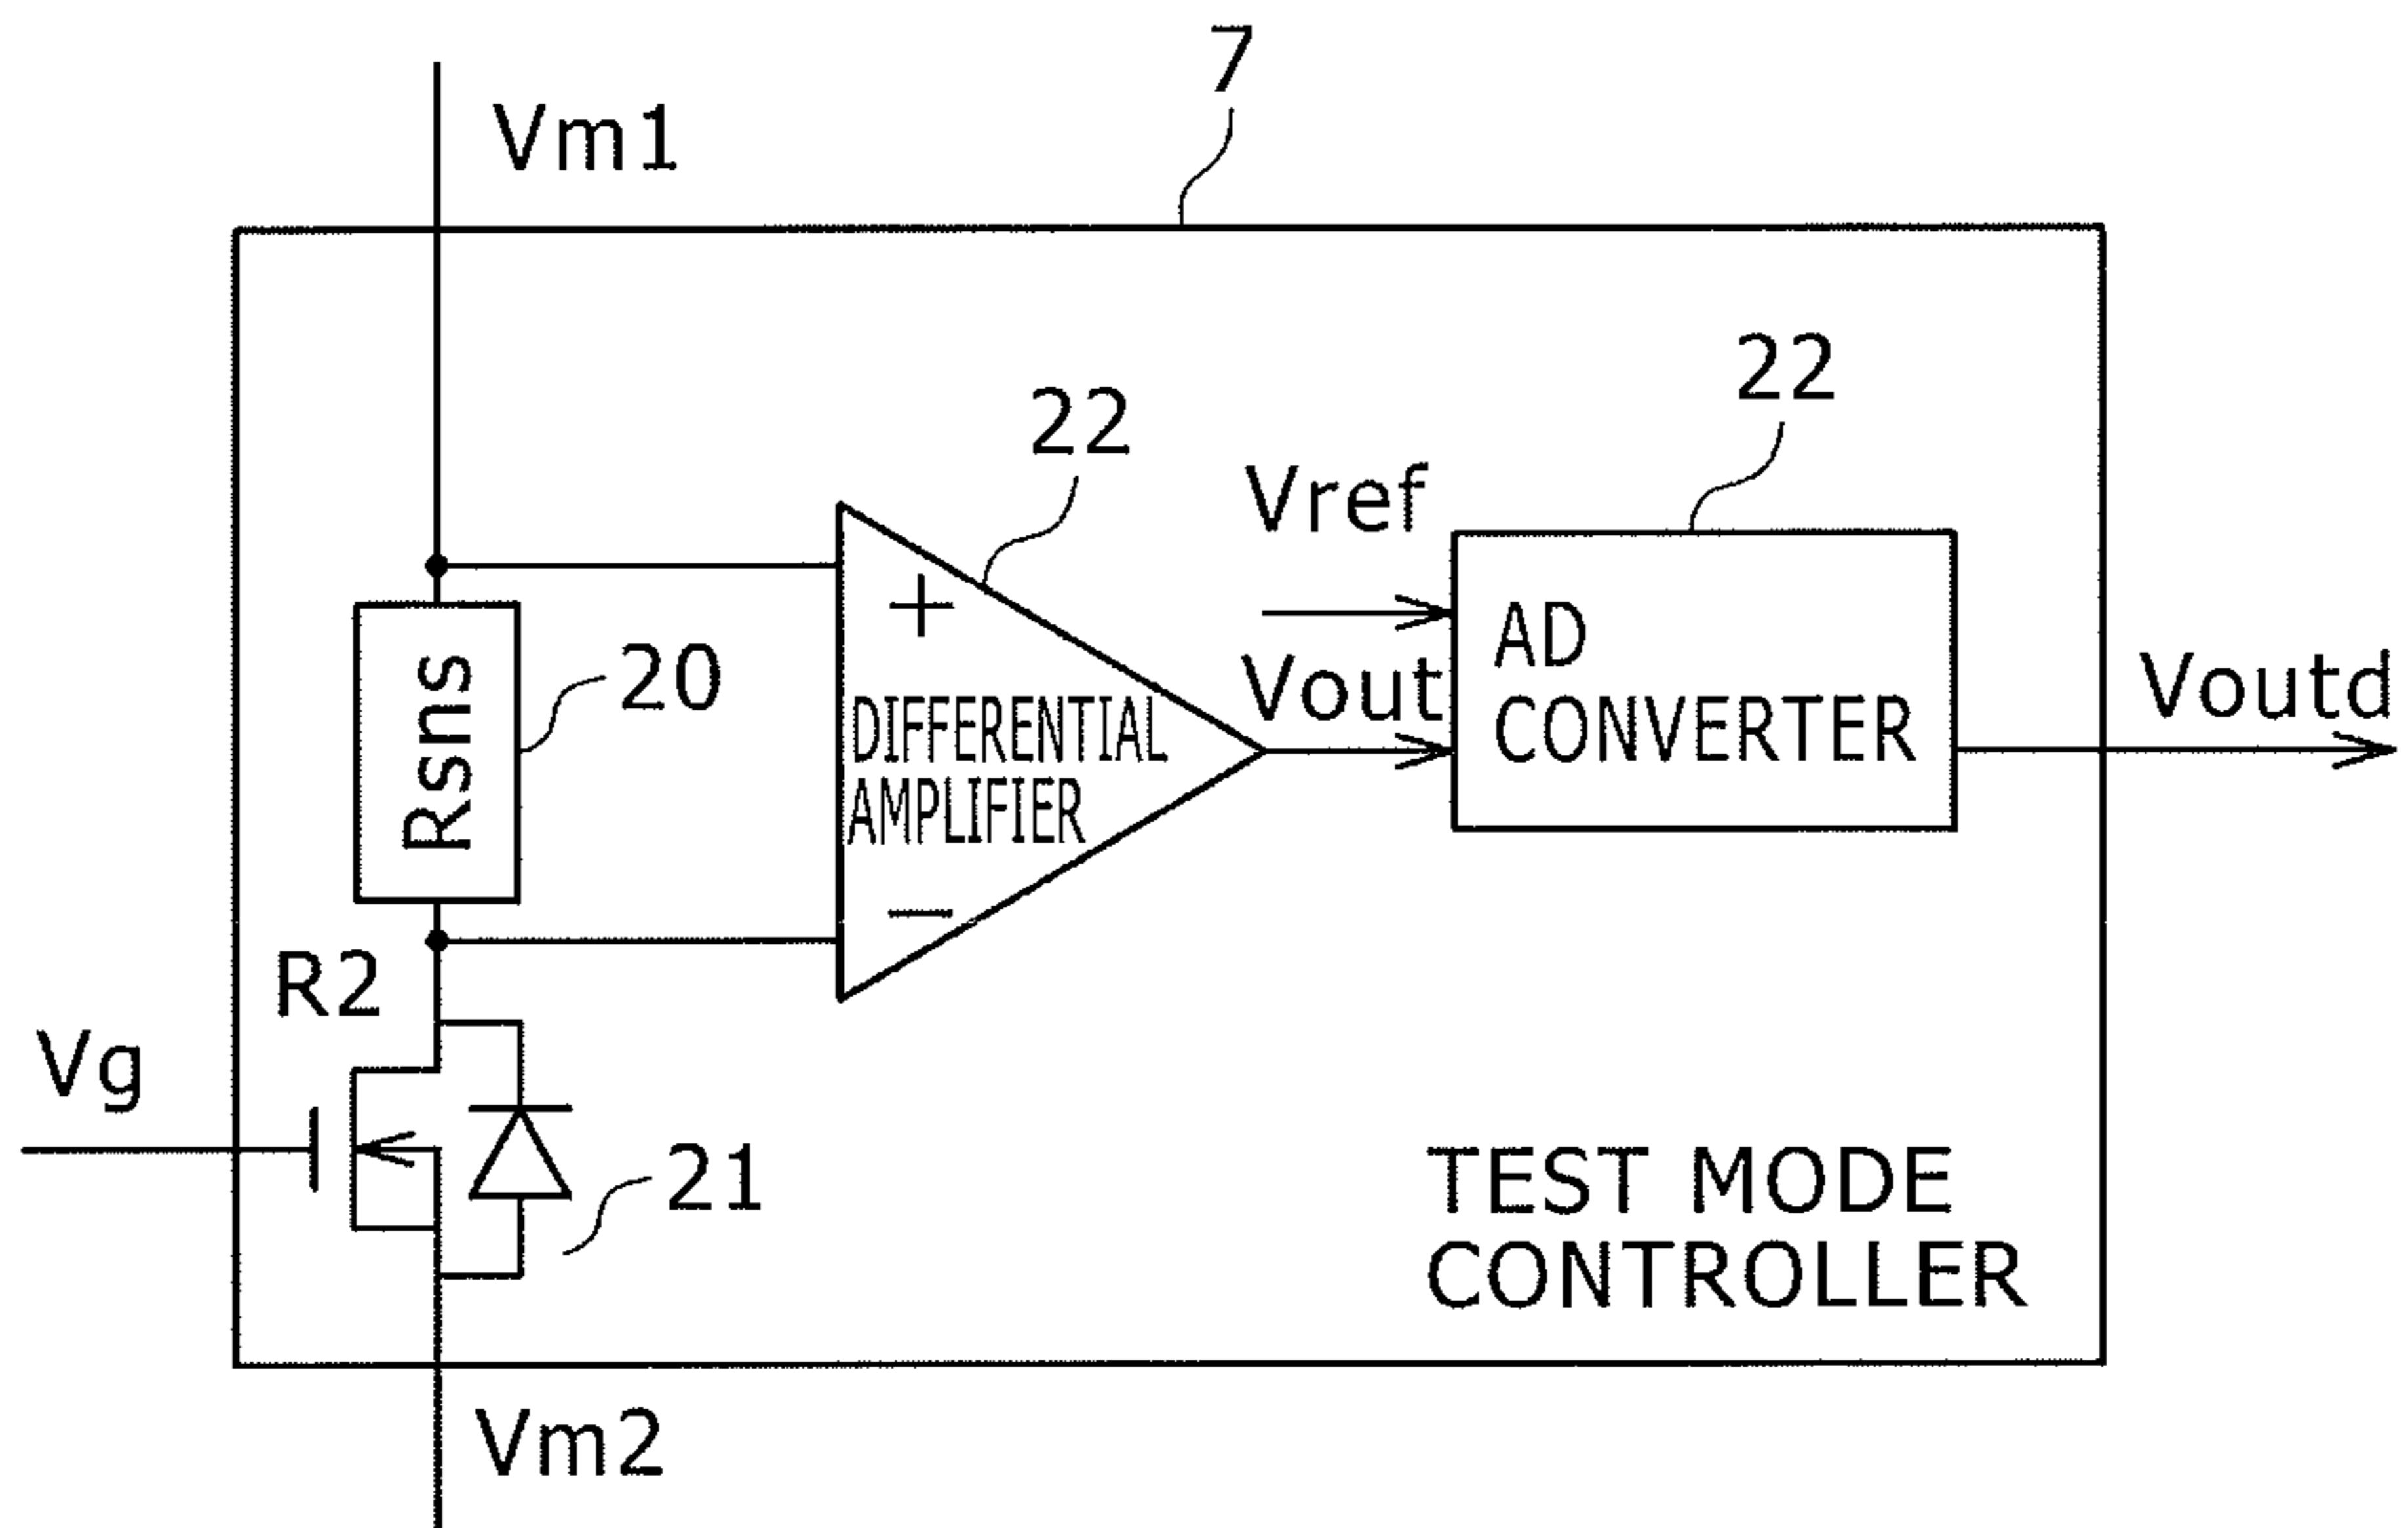 7
Vm1
22
22
Vref
AD
CONVERTER
Rsns
20
+
DIFFERENTIAL
AMPLIFIER
−
Vout
Voutd
R2
Vg
21
TEST MODE
CONTROLLER
Vm2